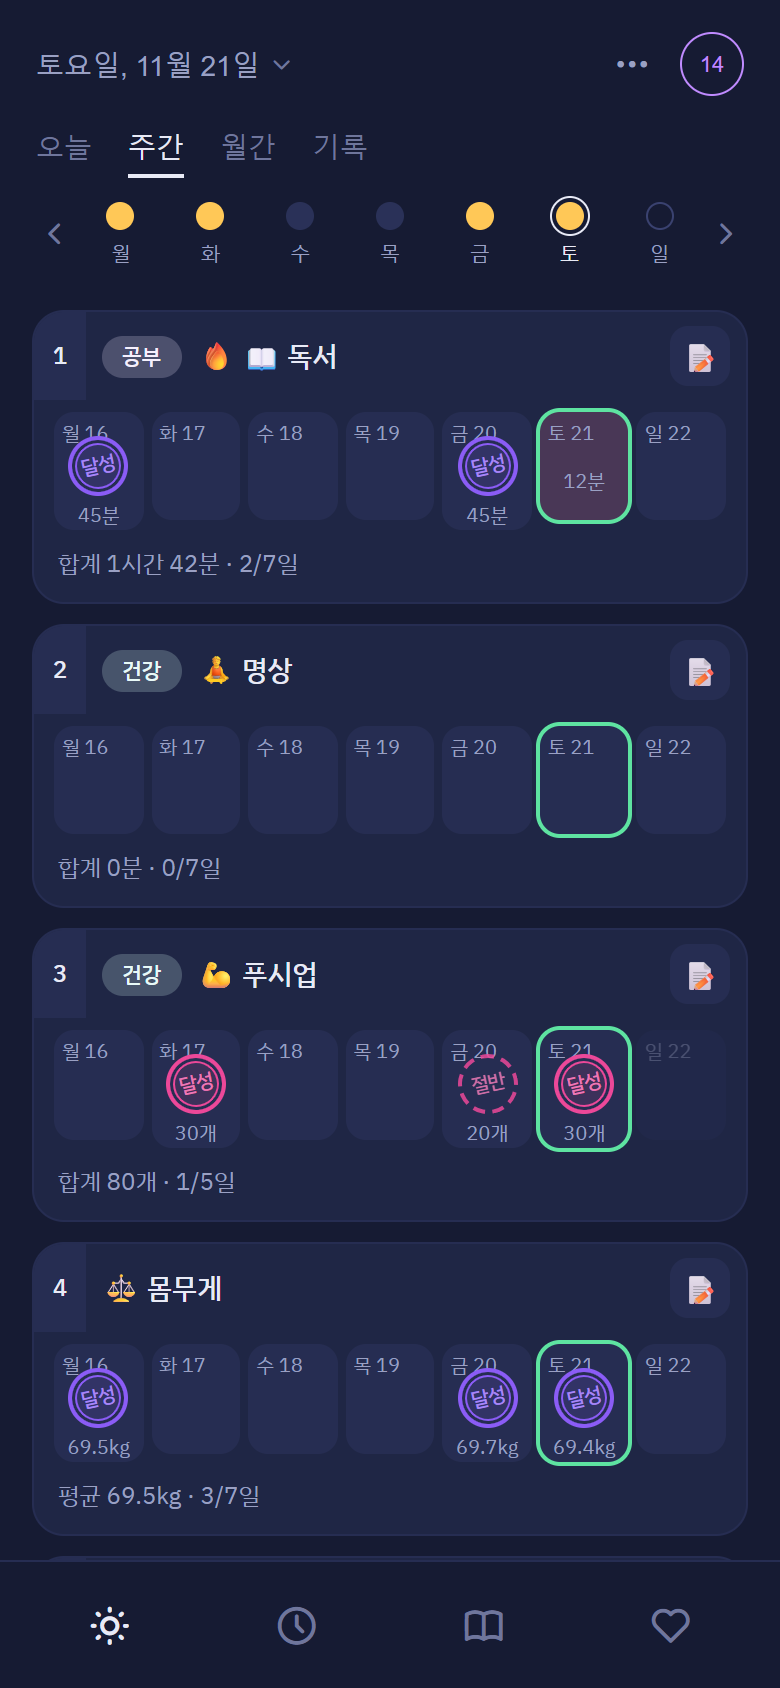 토요일, 11월 21일
14
오늘 주간 월간 기록
월 화 수 목 금 토 일
1 공부 독서
월 16 화 17 수 18 목 19 금 20 토 21 일 22
달성 달성 12분
45분 45분
합계 1시간 42분 · 2/7일
2 건강 명상
월 16 화 17 수 18 목 19 금 20 토 21 일 22
합계 0분 · 0/7일
3 건강 푸시업
월 16 화 17 수 18 목 19 금 20 토 21 일 22
달성 절반 달성
30개 20개 30개
합계 80개 · 1/5일
4 몸무게
월 16 화 17 수 18 목 19 금 20 토 21 일 22
달성 달성 달성
69.5kg 69.7kg 69.4kg
평균 69.5kg · 3/7일